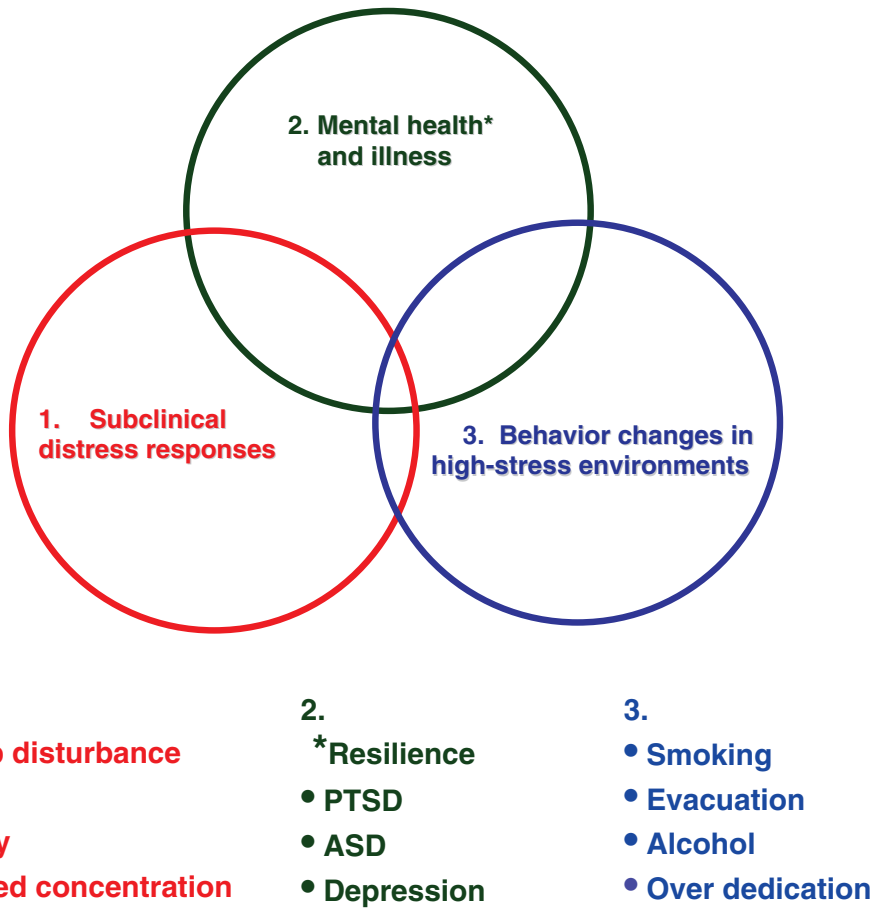 2. Mental health*
and illness
1. Subclinical
distress responses
3. Behavior changes in
high-stress environments
disturbance
concentration
2.
*Resilience
• PTSD
• ASD
• Depression
3.
• Smoking
• Evacuation
• Alcohol
• Over dedication